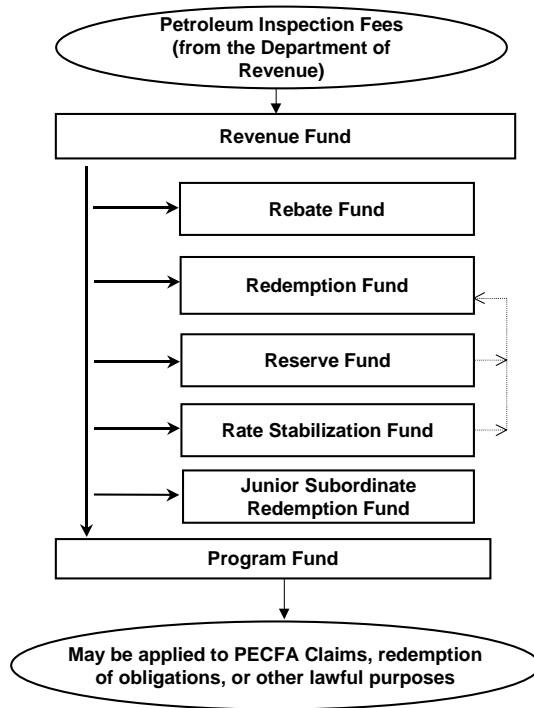 Petroleum Inspection Fees
(from the Department of
Revenue)
Revenue Fund
Rebate Fund
Redemption Fund
Reserve Fund
Rate Stabilization Fund
Junior Subordinate
Redemption Fund
Program Fund
May be applied to PECFA Claims, redemption
of obligations, or other lawful purposes